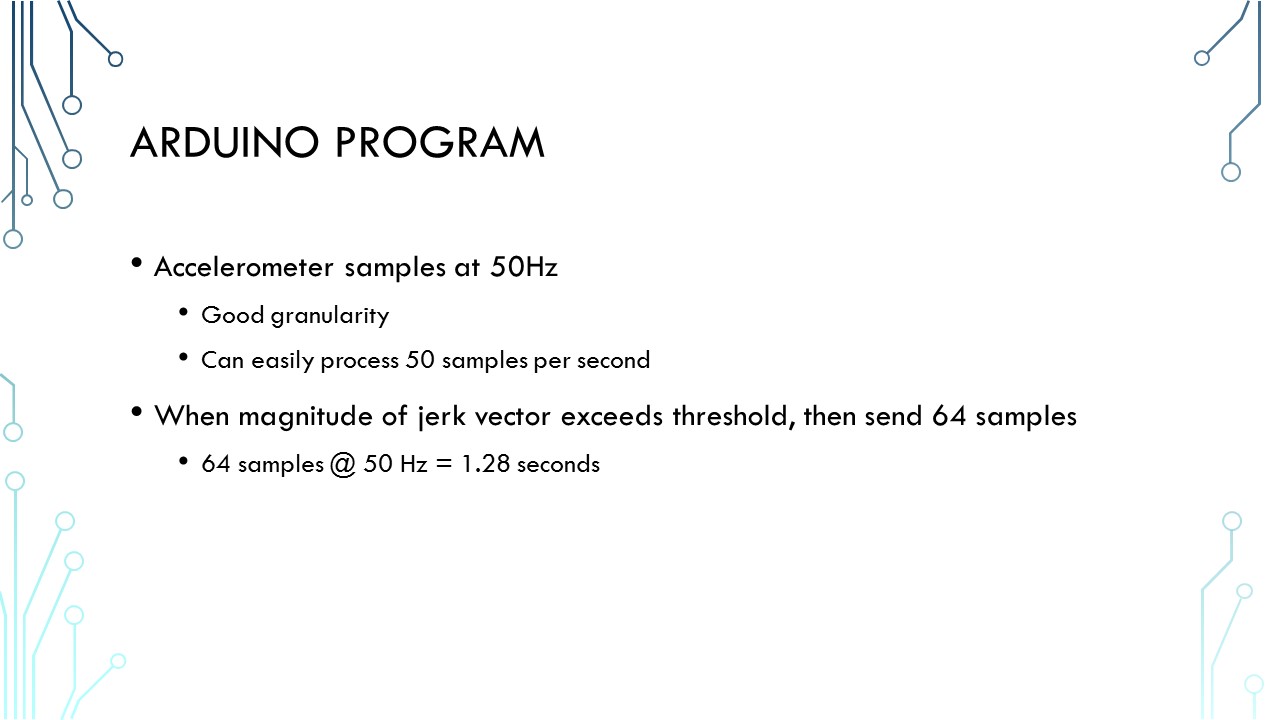 ARDUINO PROGRAM
• Accelerometer samples at 50Hz
• Good granularity
• Can easily process 50 samples per second
• When magnitude of jerk vector exceeds threshold, then send 64 samples
• 64 samples @ 50 Hz = 1.28 seconds